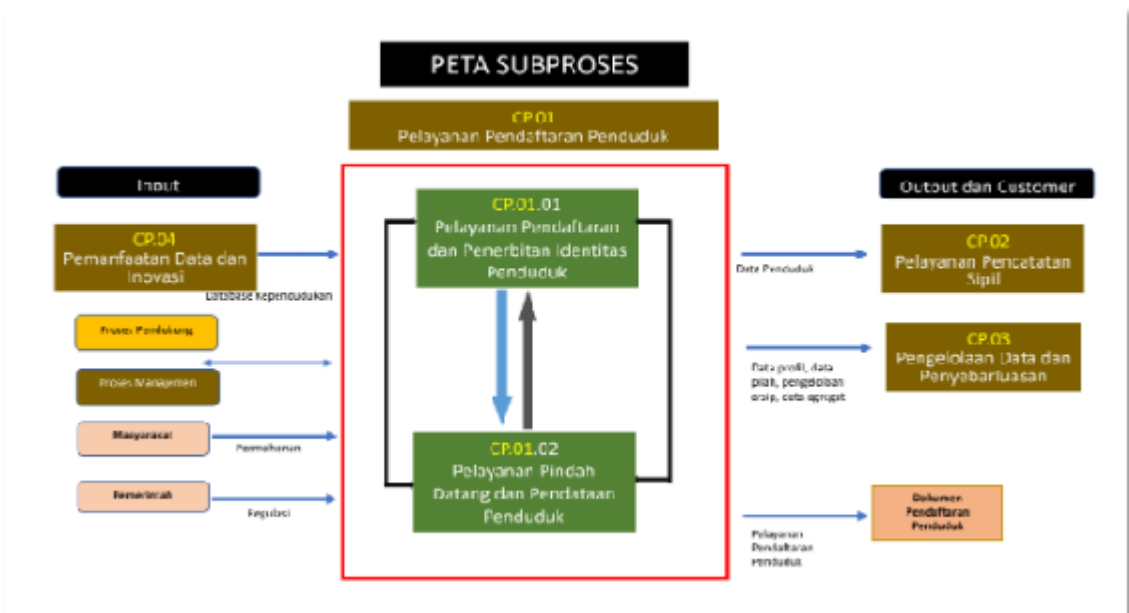 PETA SUBPROSES
CP.01
Pelayanan Pendaftaran Penduduk
Input
CP.04
Pemanfaatan Data dan
Inovasi
Database Kependudukan
Proses Pendukung
Proses Manajemen
Masyarakat
Permohonan
Pemerintah
Regulasi
CP.01.01
Pelayanan Pendaftaran
dan Penerbitan Identitas
Penduduk
CP.01.02
Pelayanan Pindah
Datang dan Pendataan
Penduduk
Output dan Customer
Data Penduduk
CP.02
Pelayanan Pencatatan
Sipil
CP.03
Pengelolaan Data dan
Penyebarluasan
Data profil, data
pilah, pengelolaan
arsip, data agregat
Pelayanan
Pendaftaran
Penduduk
Dokumen
Pendaftaran
Penduduk